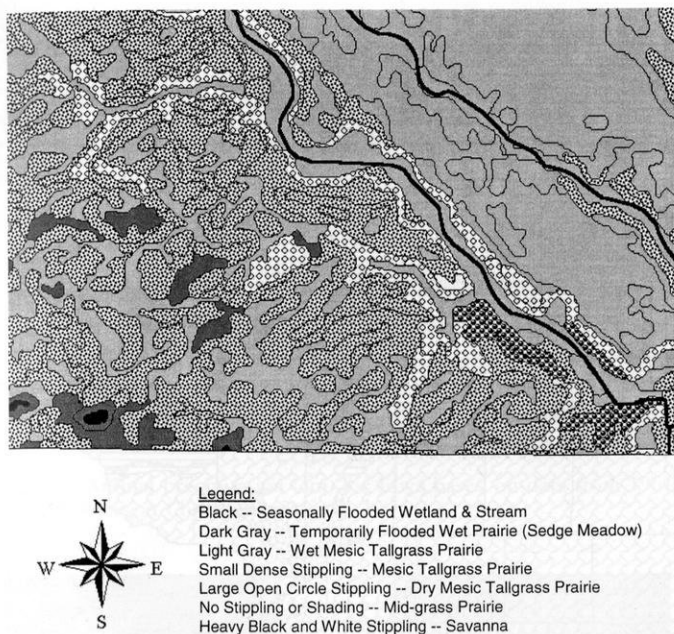 Legend:
N
Black -- Seasonally Flooded Wetland & Stream
Dark Gray -- Temporarily Flooded Wet Prairie (Sedge Meadow)
Light Gray -- Wet Mesic Tallgrass Prairie
W
E
Small Dense Stippling -- Mesic Tallgrass Prairie
Large Open Circle Stippling -- Dry Mesic Tallgrass Prairie
No Stippling or Shading -- Mid-grass Prairie
S
Heavy Black and White Stippling -- Savanna